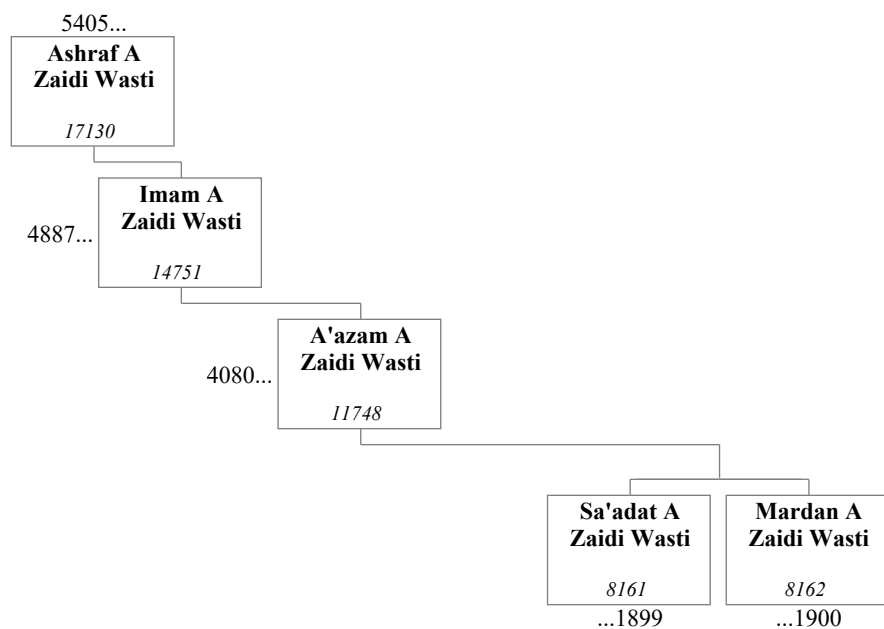 5405...
Ashraf A
Zaidi Wasti
17130
Imam A
Zaidi Wasti
4887...
14751
A'azam A
Zaidi Wasti
4080...
11748
Sa'adat A
Zaidi Wasti
8161
...1899
Mardan A
Zaidi Wasti
8162
...1900